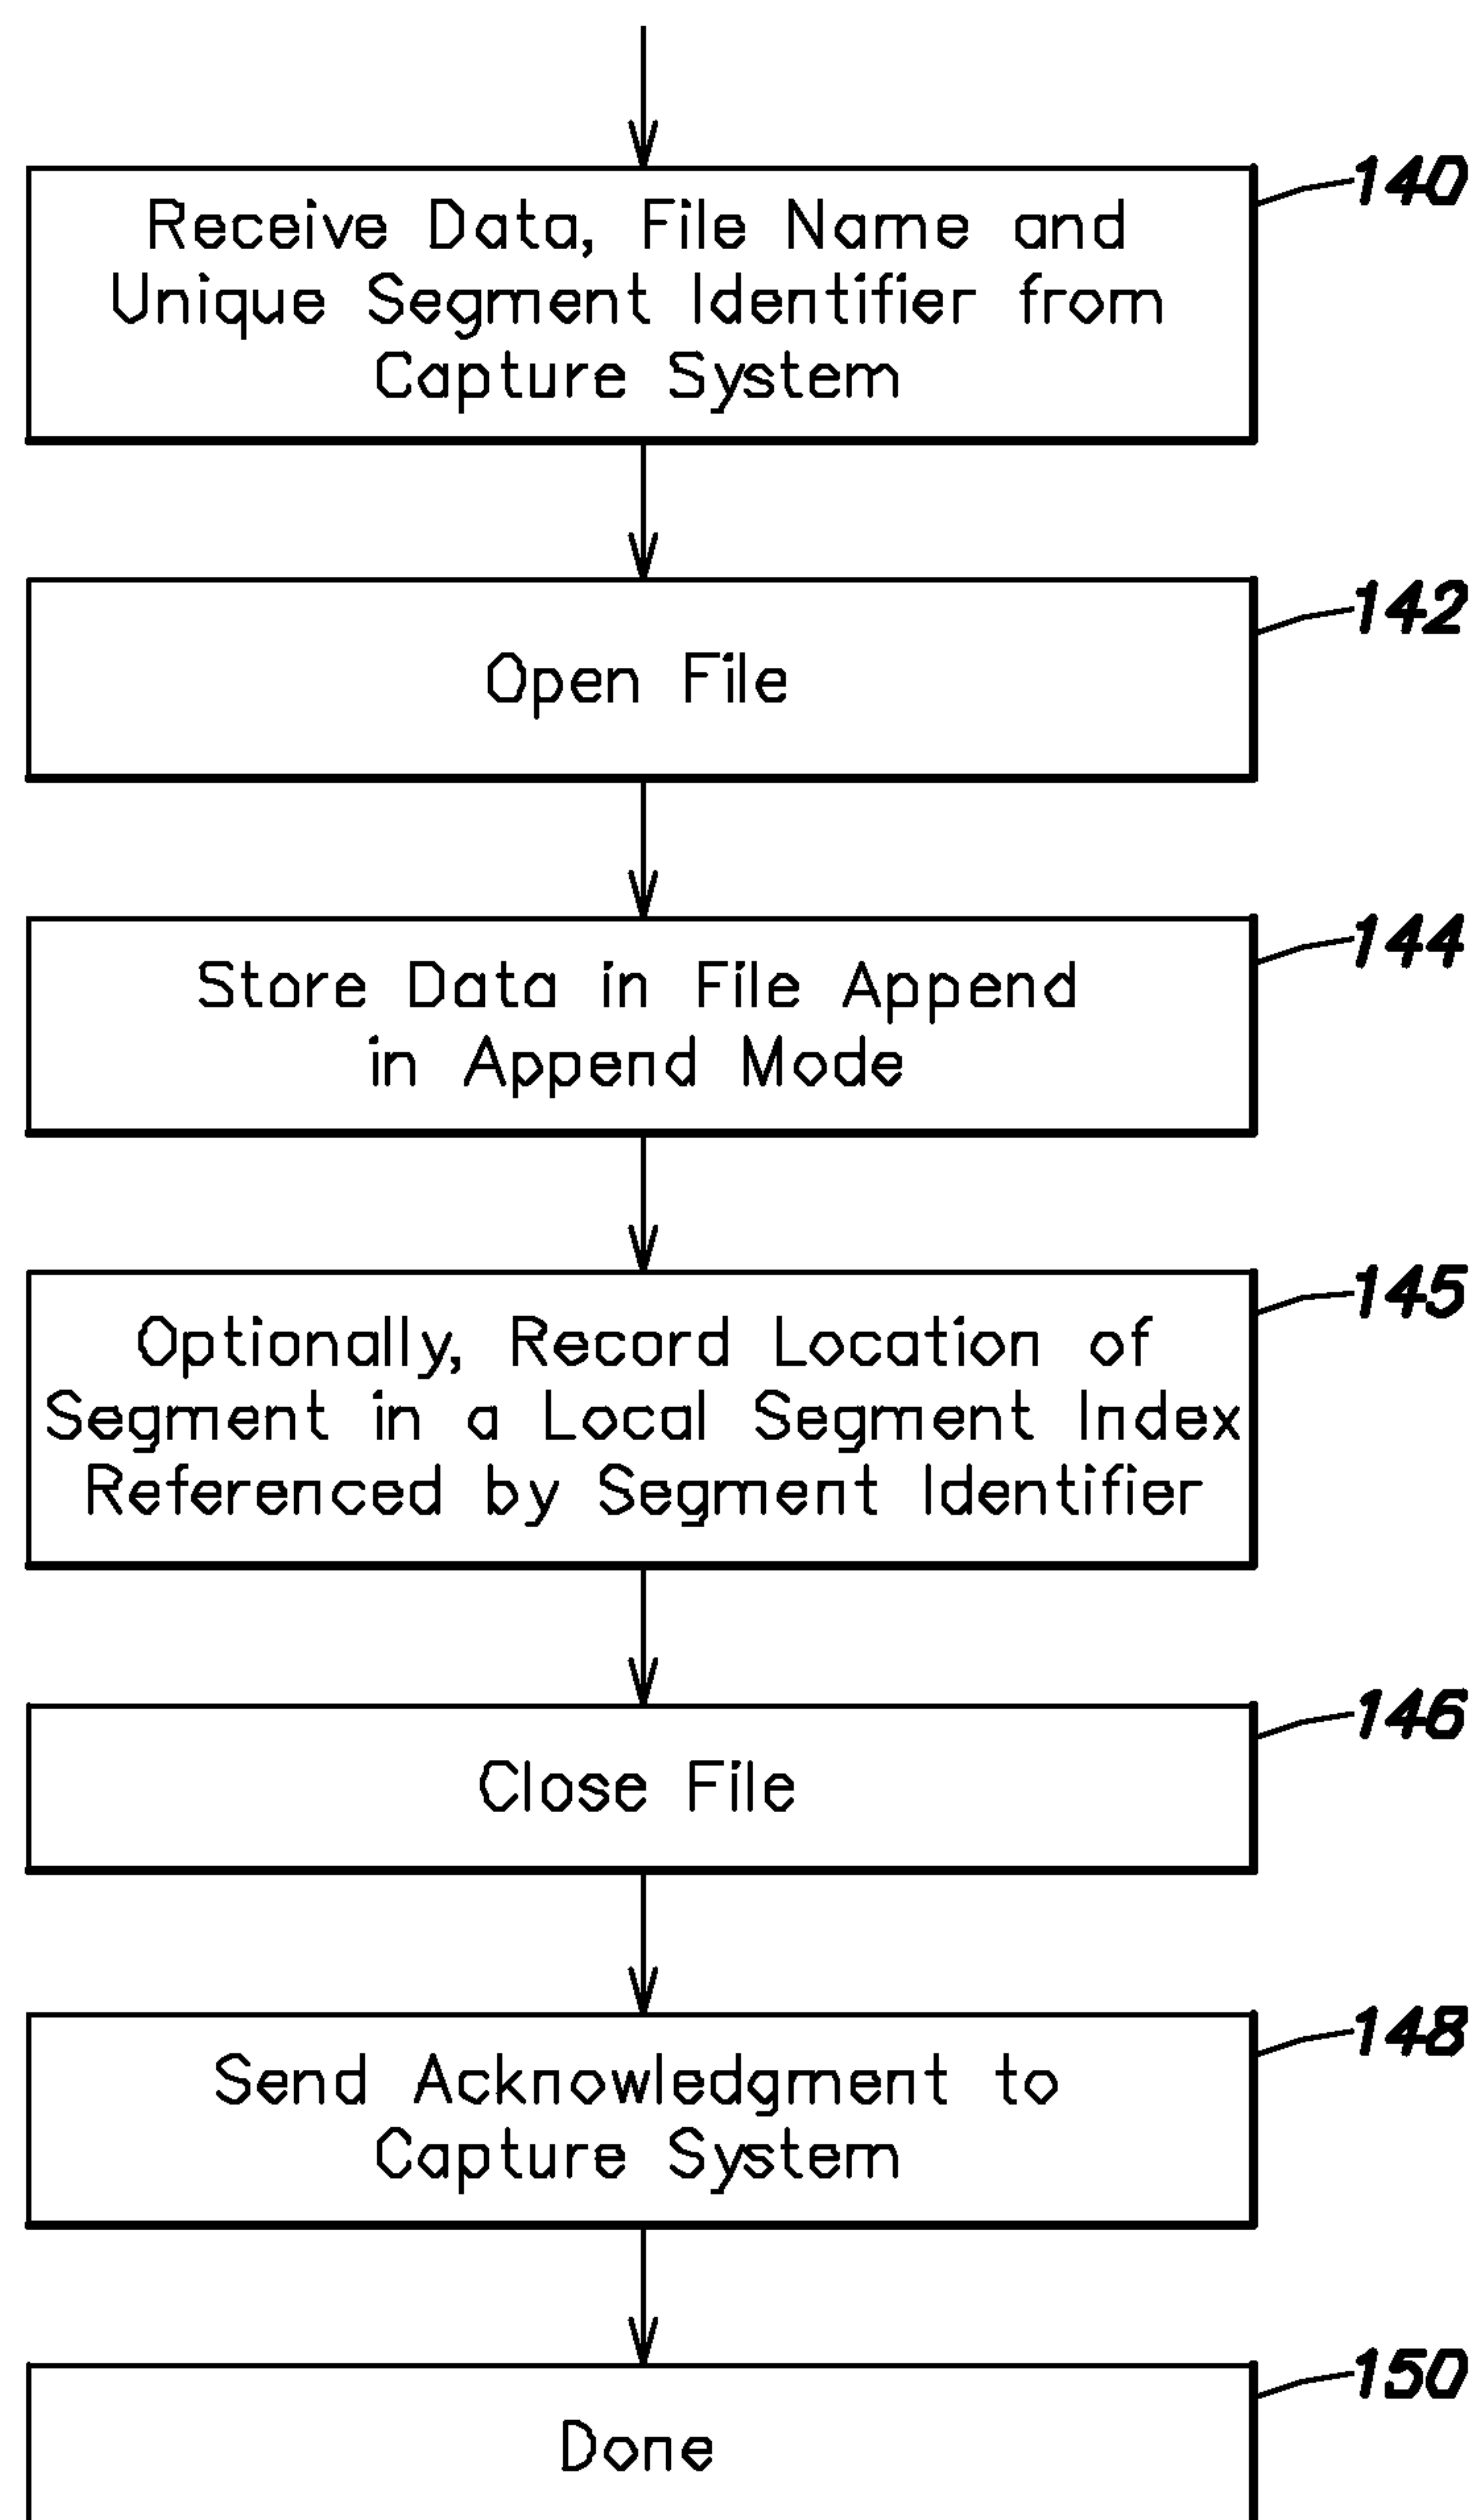 140
Receive Data, File Name and
Unique Segment Identifier from
Capture System
142
Open File
144
Store Data in File Append
in Append Mode
145
Optionally, Record Location of
Segment in a Local Segment Index
Referenced by Segment Identifier
146
Close File
148
Send Acknowledgment to
Capture System
150
Done